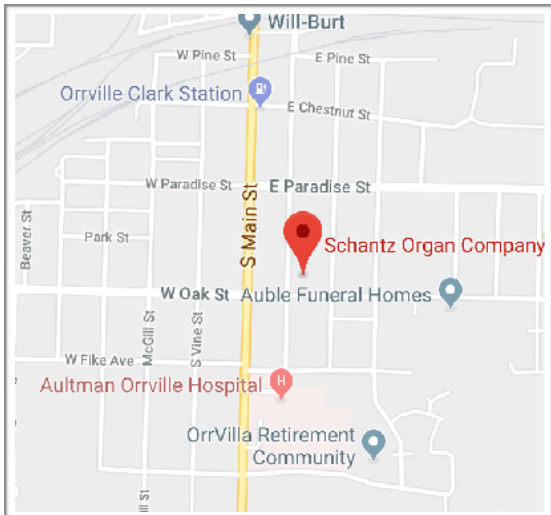 Will-Burt
W Pine St
E Pine St
Orrville Clark Station
E Chestnut St
W Paradise St
E Paradise St
S Main St
Beaver St
Park St
Schantz Organ Company
W Oak St
Auble Funeral Homes
McGill St
S Vine St
W Fike Ave
Aultman Orrville Hospital
H
OrrVilla Retirement
Community
ill St